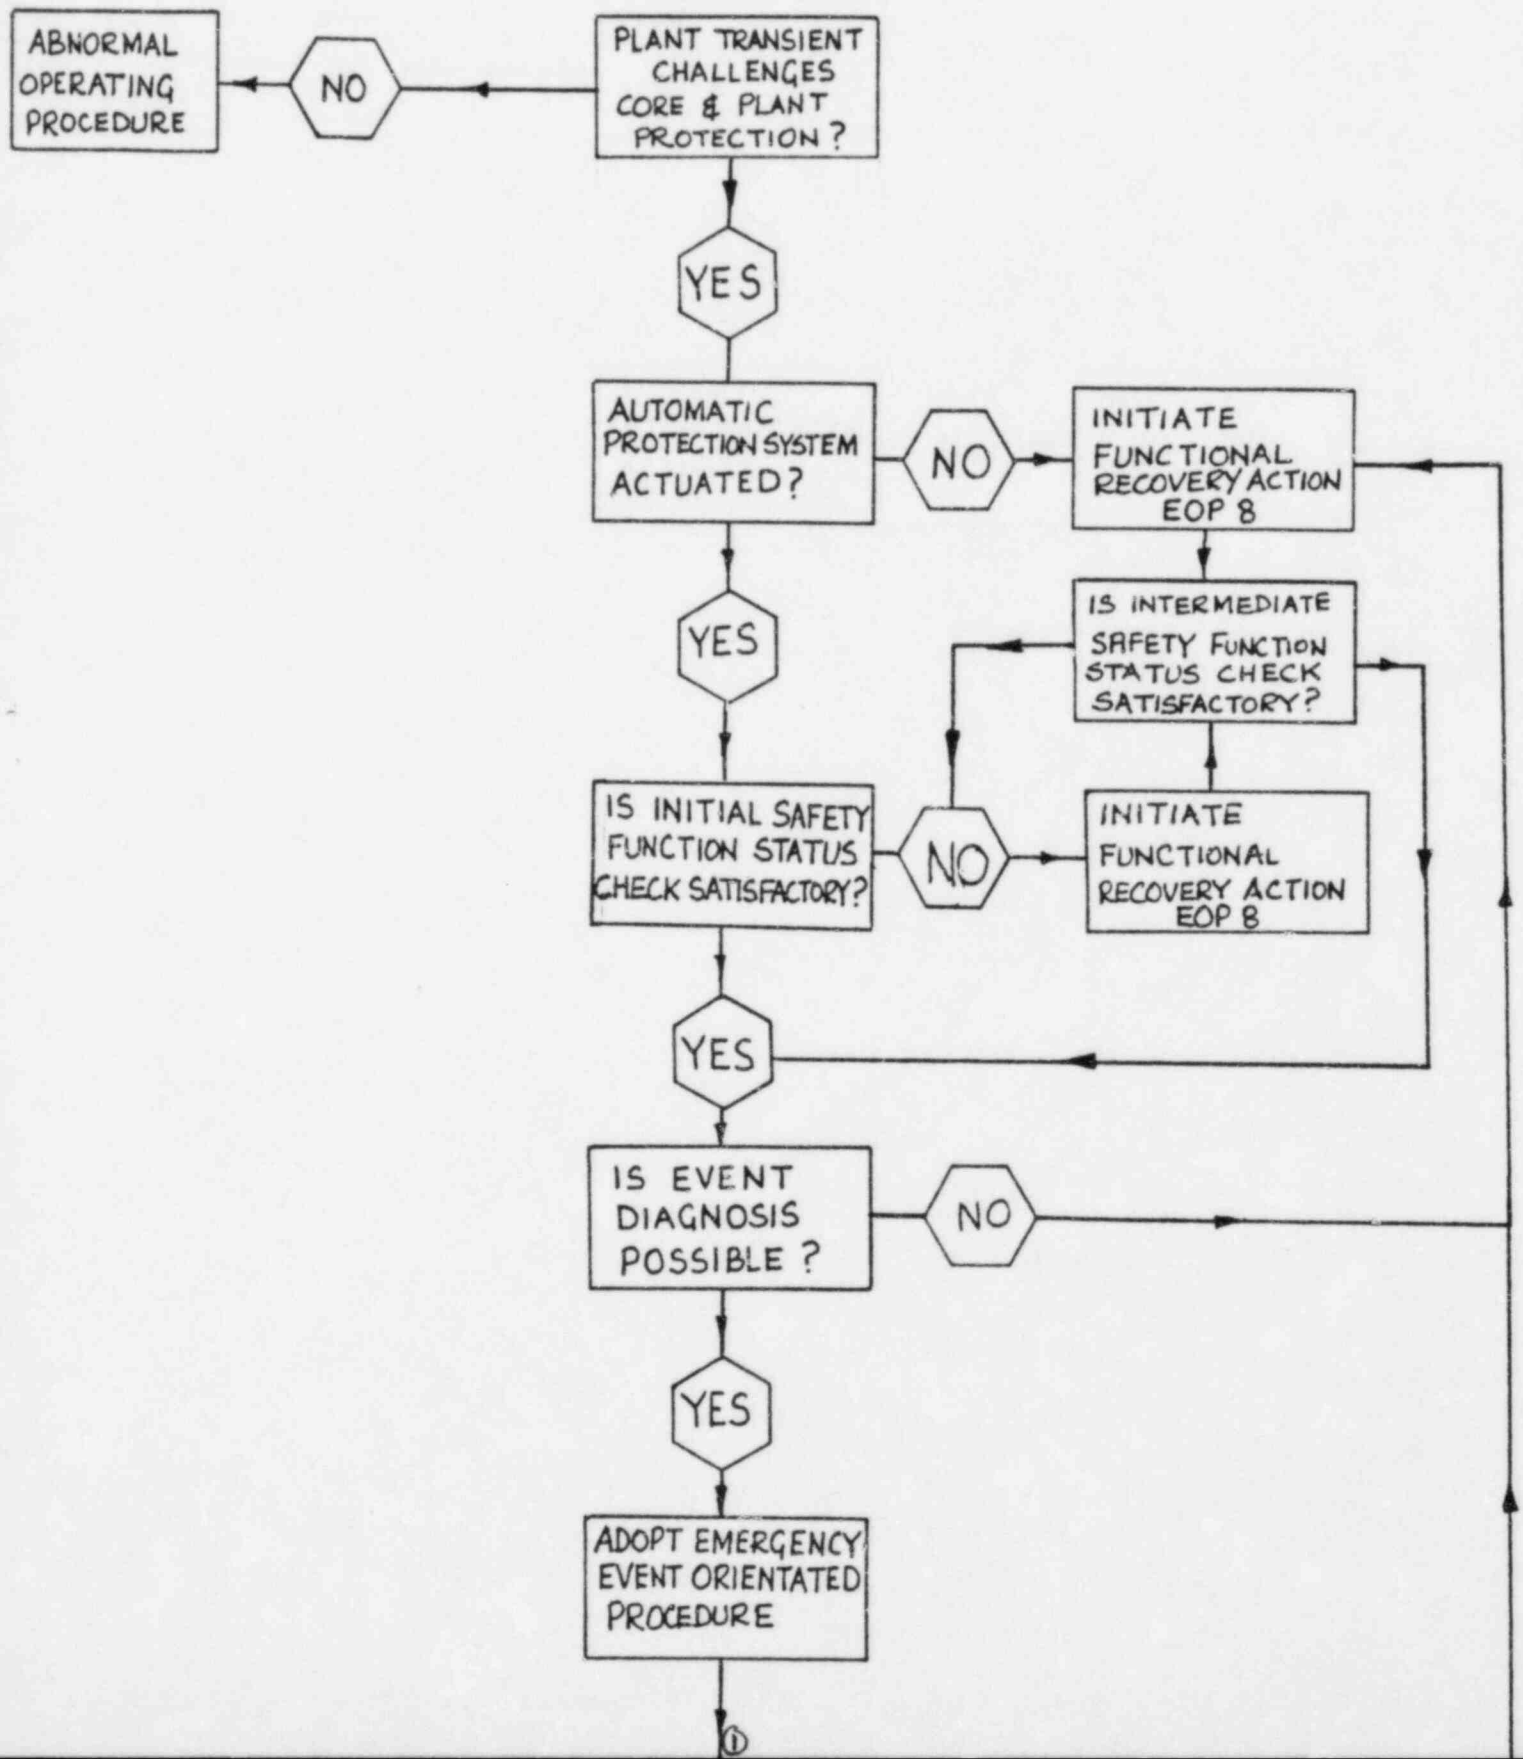 ABNORMAL
OPERATING
PROCEDURE
NO
PLANT TRANSIENT
CHALLENGES
CORE & PLANT
PROTECTION?
YES
AUTOMATIC
PROTECTION SYSTEM
ACTUATED?
NO
INITIATE
FUNCTIONAL
RECOVERY ACTION
EOP 8
YES
IS INTERMEDIATE
SAFETY FUNCTION
STATUS CHECK
SATISFACTORY?
IS INITIAL SAFETY
FUNCTION STATUS
CHECK SATISFACTORY?
NO
INITIATE
FUNCTIONAL
RECOVERY ACTION
EOP 8
YES
IS EVENT
DIAGNOSIS
POSSIBLE?
NO
YES
ADOPT EMERGENCY
EVENT ORIENTATED
PROCEDURE
①